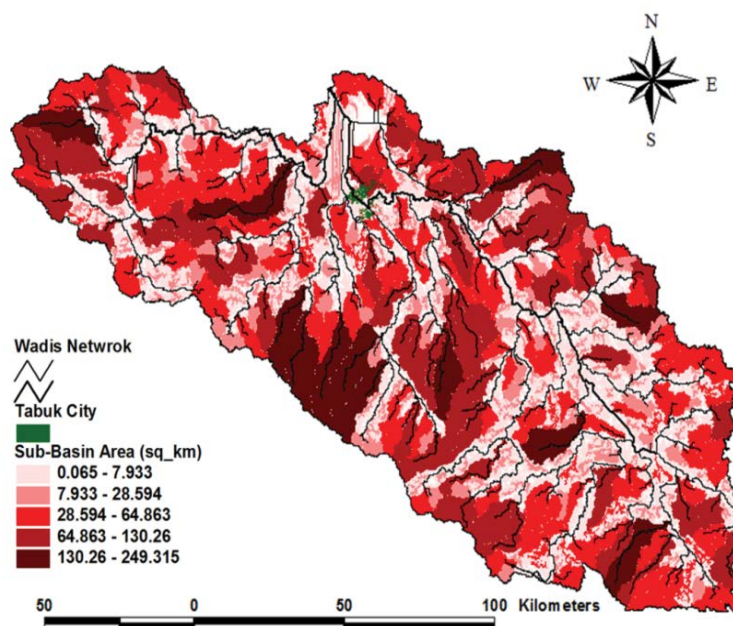 N
W E
S
Wadis Netwrok
Tabuk City
Sub-Basin Area (sq_km)
0.065 - 7.933
7.933 - 28.594
28.594 - 64.863
64.863 - 130.26
130.26 - 249.315
50 0 50 100 Kilometers